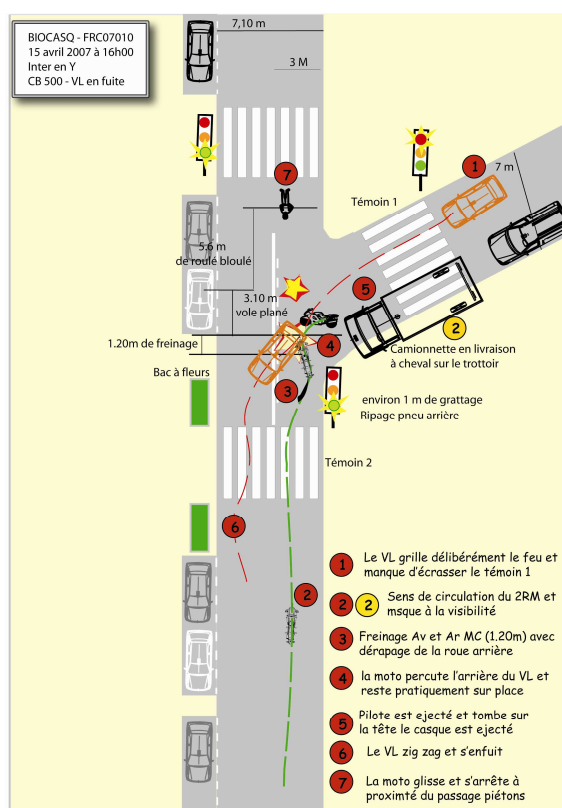 BIOCASQ - FRC07010
15 avril 2007 à 16h00
Inter en Y
CB 500 - VL en fuite
7,10 m
3 M
7
1
7 m
Témoin 1
5.6 m
de roulé bloulé
3.10 m
vole plané
5
2
1.20m de freinage
4
Camionnette en livraison
à cheval sur le trottoir
Bac à fleurs
3
environ 1 m de grattage
Ripage pneu arrière
Témoin 2
6
2
1 Le VL grille délibérément le feu et
manque d'écrasser le témoin 1
2 2 Sens de circulation du 2RM et
msque à la visibilité
3 Freinage Av et Ar MC (1.20m) avec
dérapage de la roue arrière
4 la moto percute l'arrière du VL et
reste pratiquement sur place
5 Pilote est ejecté et tombe sur
la tête le casque est ejecté
6 Le VL zig zag et s'enfuit
7 La moto glisse et s'arrête à
proximté du passage piétons